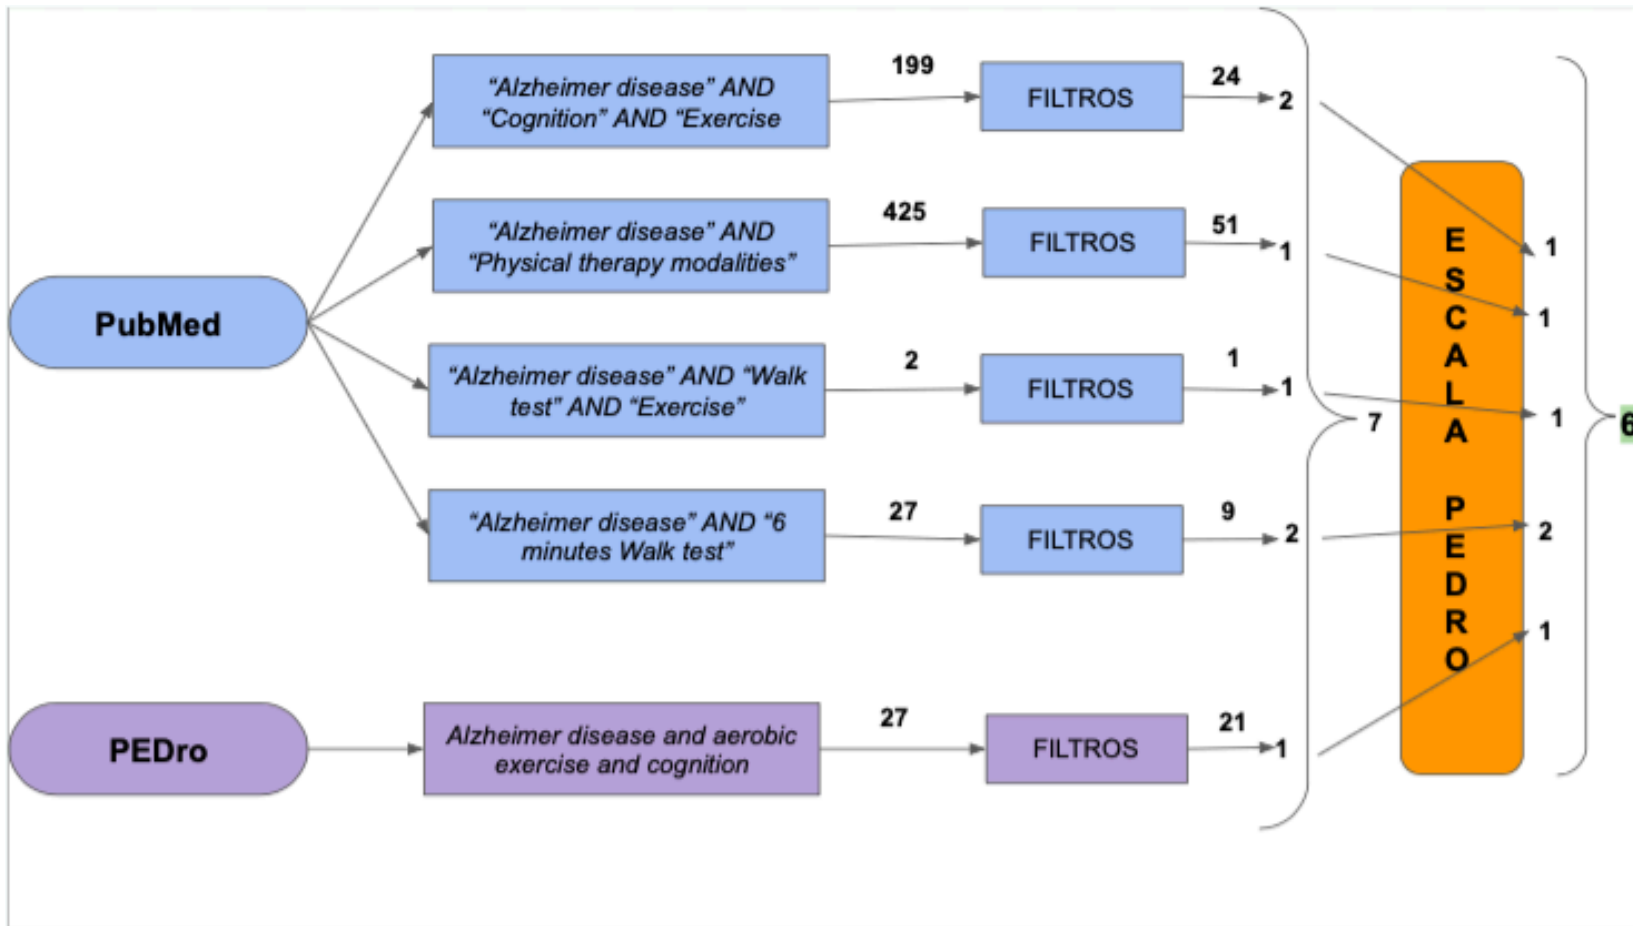 PubMed
“Alzheimer disease” AND
“Cognition” AND “Exercise
199
FILTROS
24
2
“Alzheimer disease” AND
“Physical therapy modalities”
425
FILTROS
51
1
“Alzheimer disease” AND “Walk
test” AND “Exercise”
2
FILTROS
1
1
“Alzheimer disease” AND “6
minutes Walk test”
27
FILTROS
9
2
PEDro
Alzheimer disease and aerobic
exercise and cognition
27
FILTROS
21
1
7
E
S
C
A
L
A
P
E
D
R
O
1
1
1
2
1
6